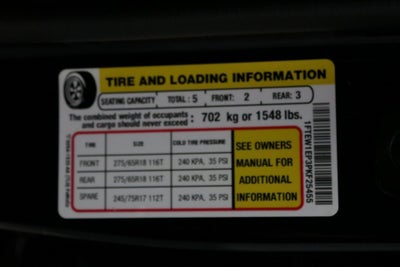 TIRE AND LOADING INFORMATION
SEATING CAPACITY TOTAL : 5 FRONT: 2 REAR: 3
The combined weight of occupants
and cargo should never exceed : 702 kg or 1548 lbs.
TIRE SIZE COLD TIRE PRESSURE
FRONT 275/65R18 116T 240 KPA, 35 PSI
REAR 275/65R18 116T 240 KPA, 35 PSI
SPARE 245/75R17 112T 240 KPA, 35 PSI
SEE OWNERS
MANUAL FOR
ADDITIONAL
INFORMATION
1FTEW1EP3PKF25455